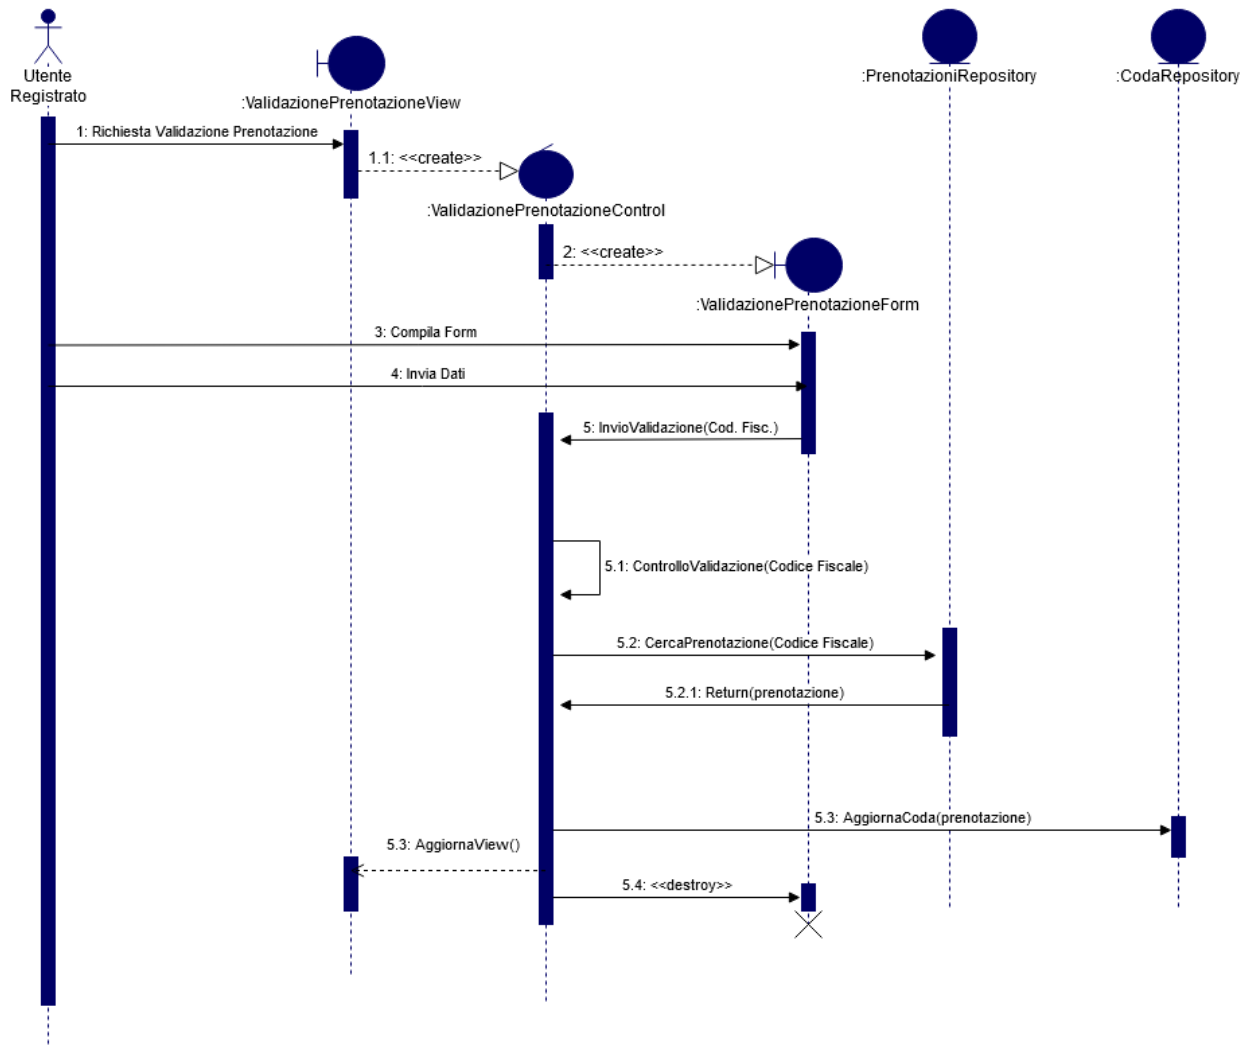 Utente
Registrato
:ValidazionePrenotazioneView
:PrenotazioniRepository
:CodaRepository
1: Richiesta Validazione Prenotazione
1.1: <<create>>
:ValidazionePrenotazioneControl
2: <<create>>
:ValidazionePrenotazioneForm
3: Compila Form
4: Invia Dati
5: InvioValidazione(Cod. Fisc.)
5.1: ControlloValidazione(Codice Fiscale)
5.2: CercaPrenotazione(Codice Fiscale)
5.2.1: Return(prenotazione)
5.3: AggiornaCoda(prenotazione)
5.3: AggiornaView()
5.4: <<destroy>>